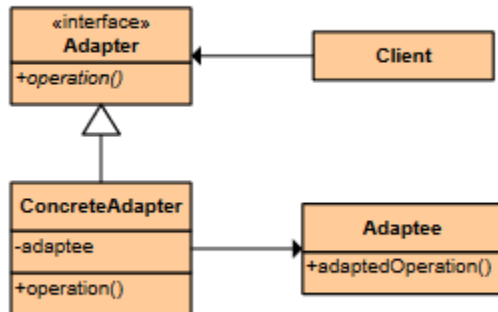 «interface»
Adapter
+operation()
Client
ConcreteAdapter
-adaptee
+operation()
Adaptee
+adaptedOperation()